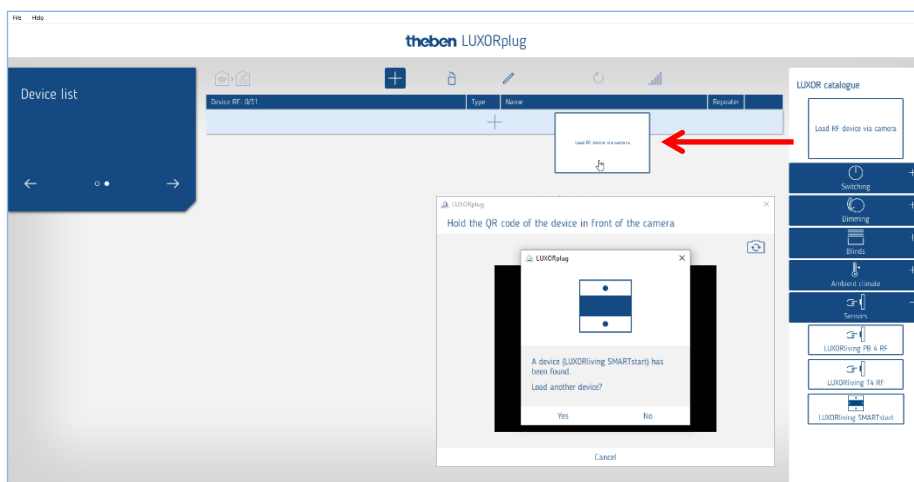 File Help
theben LUXORplug
Device list
Device RF: 0/31 Type Name Repeater
Load RF device via camera
LUXORplug
Hold the QR code of the device in front of the camera
LUXORplug
A device (LUXORliving SMARTstart) has
been found.
Load another device?
Yes No
Cancel
LUXOR catalogue
Load RF device via camera
Switching
Dimming
Blinds
Ambient climate
Sensors
LUXORliving PB 4 RF
LUXORliving T4 RF
LUXORliving SMARTstart